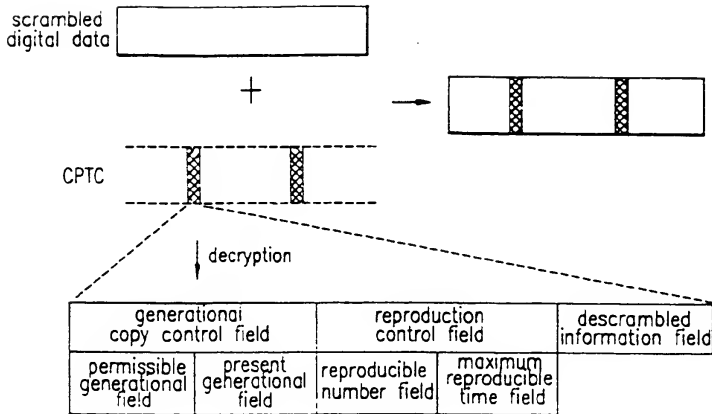 scrambled
digital data
+
CPTC
decryption
generational
copy control field
reproduction
control field
descrambled
information field
permissible
generational
field
present
generational field
reproducible
number field
maximum
reproducible
time field